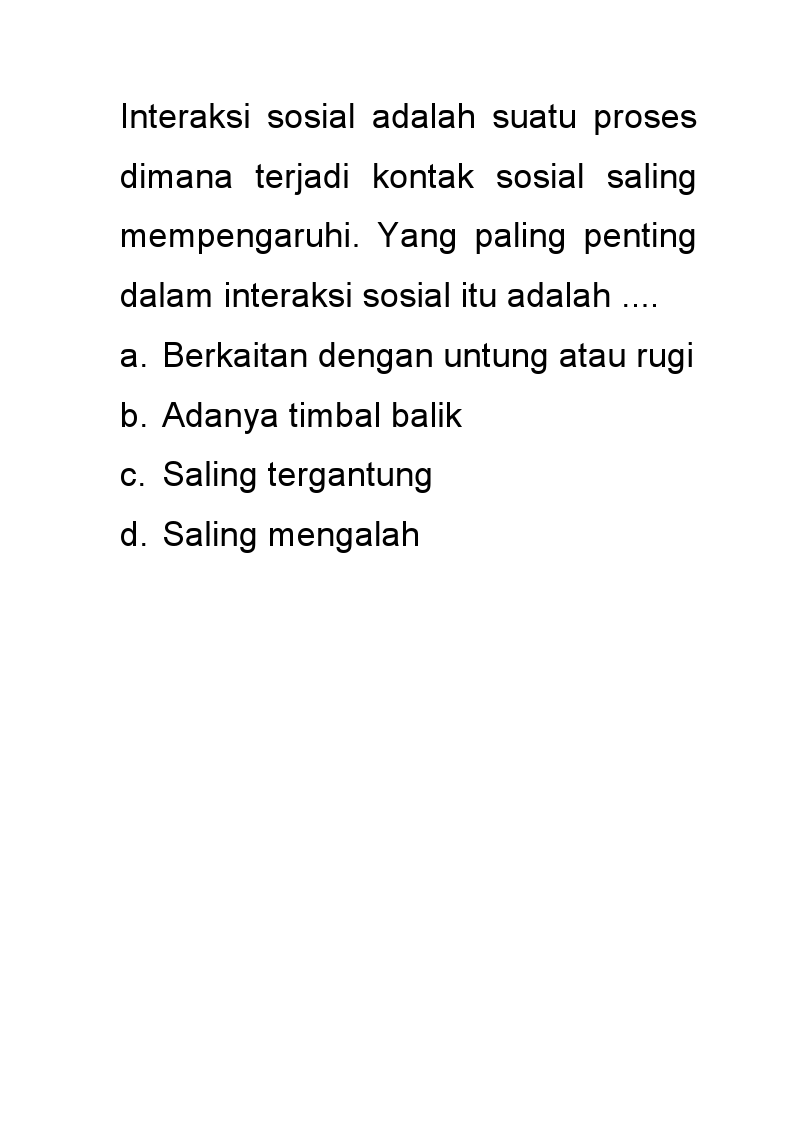 Interaksi sosial adalah suatu proses
dimana terjadi kontak sosial saling
mempengaruhi. Yang paling penting
dalam interaksi sosial itu adalah ....
a. Berkaitan dengan untung atau rugi
b. Adanya timbal balik
c. Saling tergantung
d. Saling mengalah